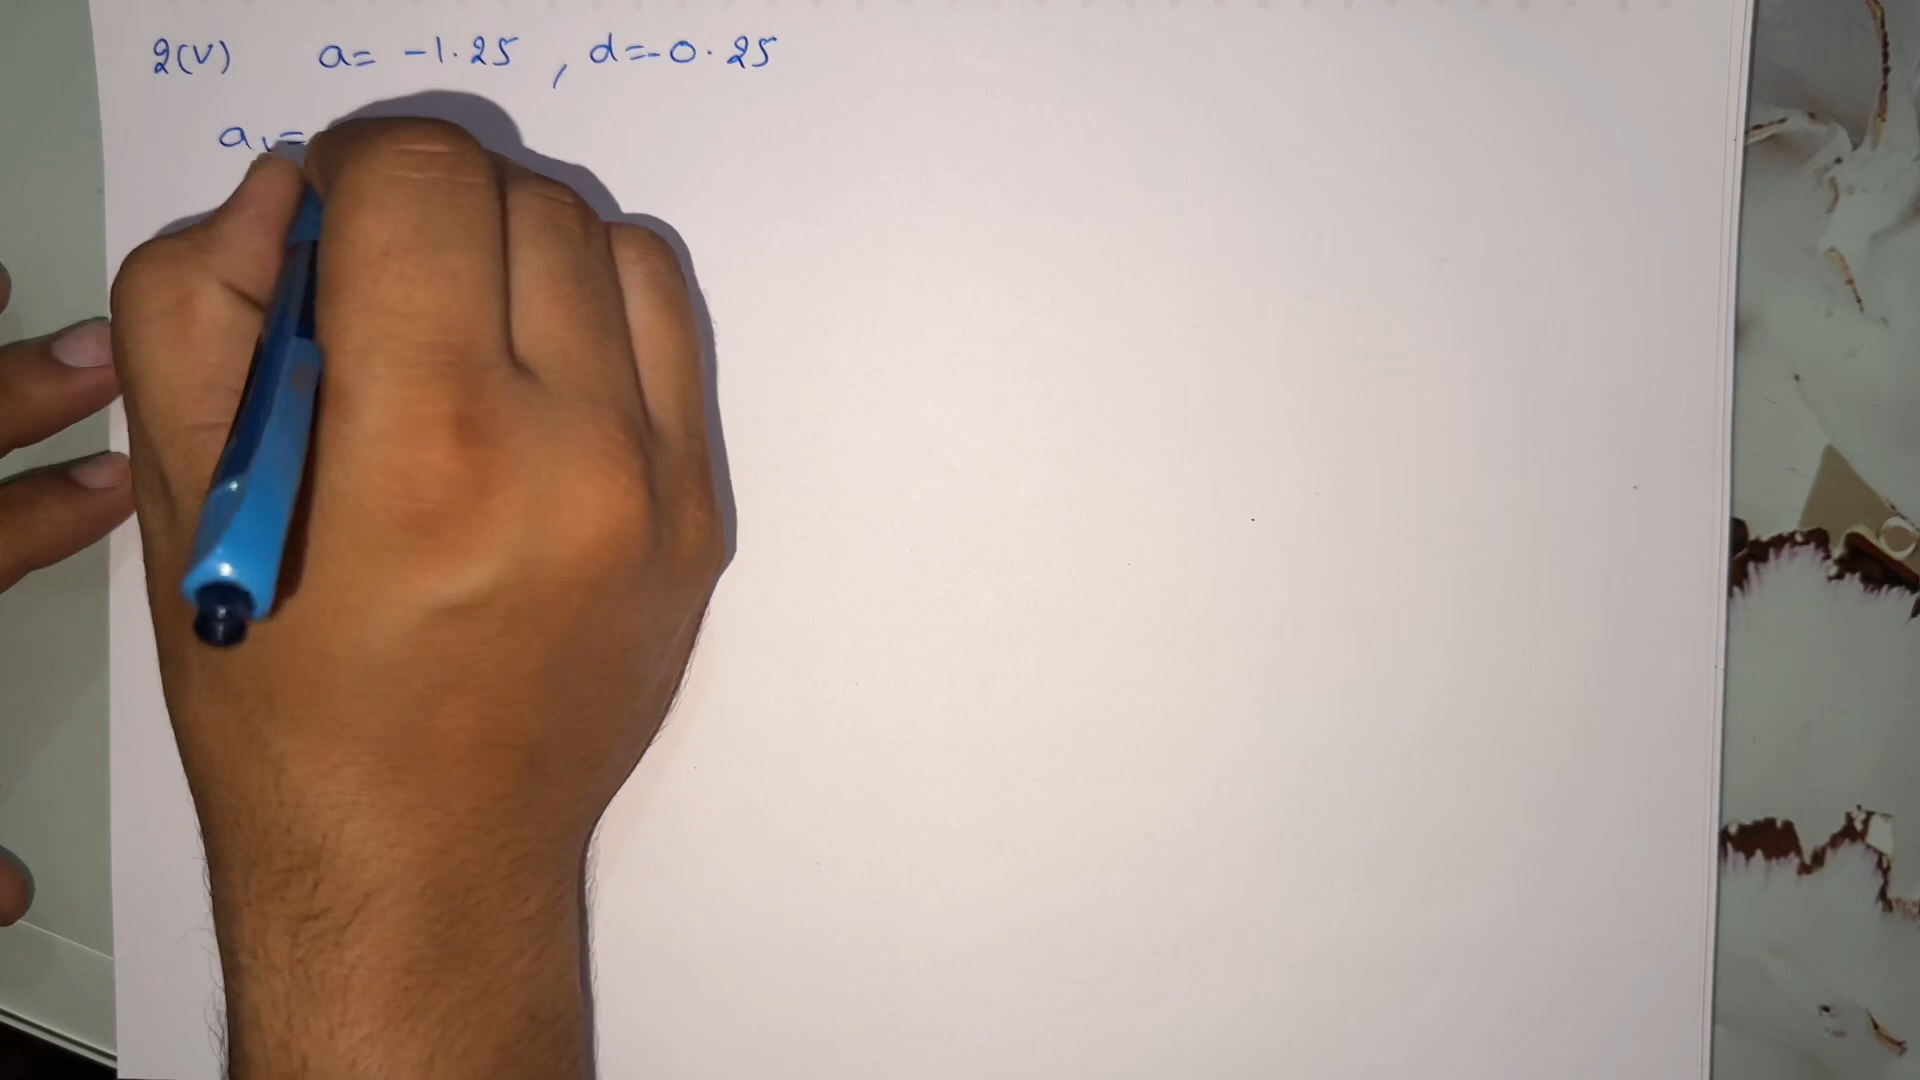 2(V) a= -1.25 , d=-0.25
a₁=